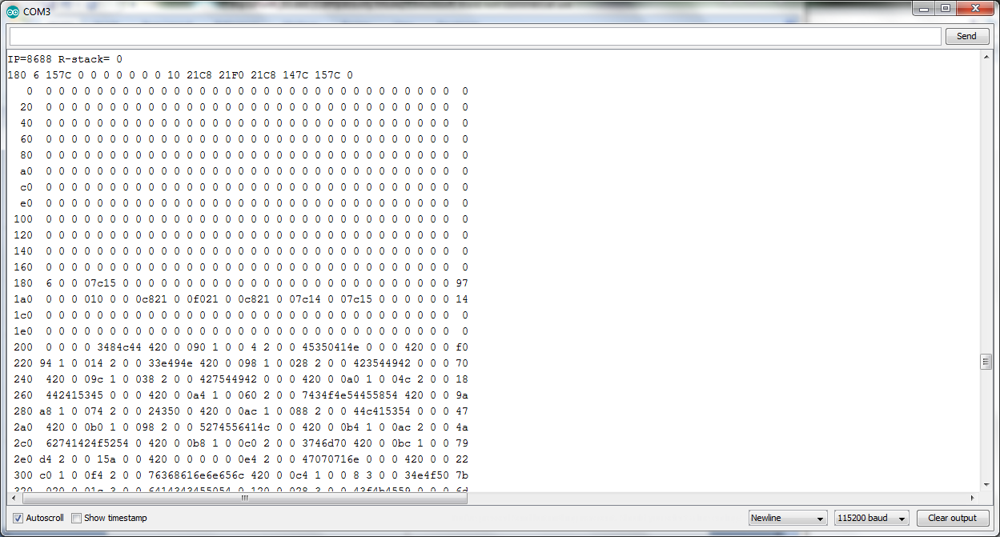 COM3
Send
IP=8688 R-stack= 0
180 6 157C 0 0 0 0 0 0 0 10 21C8 21F0 21C8 147C 157C 0
0 0 0 0 0 0 0 0 0 0 0 0 0 0 0 0 0 0 0 0 0 0 0 0 0 0 0 0 0 0 0 0 0 0
20 0 0 0 0 0 0 0 0 0 0 0 0 0 0 0 0 0 0 0 0 0 0 0 0 0 0 0 0 0 0 0 0 0
40 0 0 0 0 0 0 0 0 0 0 0 0 0 0 0 0 0 0 0 0 0 0 0 0 0 0 0 0 0 0 0 0 0
60 0 0 0 0 0 0 0 0 0 0 0 0 0 0 0 0 0 0 0 0 0 0 0 0 0 0 0 0 0 0 0 0 0
80 0 0 0 0 0 0 0 0 0 0 0 0 0 0 0 0 0 0 0 0 0 0 0 0 0 0 0 0 0 0 0 0 0
a0 0 0 0 0 0 0 0 0 0 0 0 0 0 0 0 0 0 0 0 0 0 0 0 0 0 0 0 0 0 0 0 0 0
c0 0 0 0 0 0 0 0 0 0 0 0 0 0 0 0 0 0 0 0 0 0 0 0 0 0 0 0 0 0 0 0 0 0
e0 0 0 0 0 0 0 0 0 0 0 0 0 0 0 0 0 0 0 0 0 0 0 0 0 0 0 0 0 0 0 0 0 0
100 0 0 0 0 0 0 0 0 0 0 0 0 0 0 0 0 0 0 0 0 0 0 0 0 0 0 0 0 0 0 0 0 0
120 0 0 0 0 0 0 0 0 0 0 0 0 0 0 0 0 0 0 0 0 0 0 0 0 0 0 0 0 0 0 0 0 0
140 0 0 0 0 0 0 0 0 0 0 0 0 0 0 0 0 0 0 0 0 0 0 0 0 0 0 0 0 0 0 0 0 0
160 0 0 0 0 0 0 0 0 0 0 0 0 0 0 0 0 0 0 0 0 0 0 0 0 0 0 0 0 0 0 0 0 0
180 6 0 0 07c15 0 0 0 0 0 0 0 0 0 0 0 0 0 0 0 0 0 0 0 0 0 0 0 0 0 0 97
1a0 0 0 0 010 0 0 0c821 0 0f021 0 0c821 0 07c14 0 07c15 0 0 0 0 0 0 14
1c0 0 0 0 0 0 0 0 0 0 0 0 0 0 0 0 0 0 0 0 0 0 0 0 0 0 0 0 0 0 0 0 0 0
1e0 0 0 0 0 0 0 0 0 0 0 0 0 0 0 0 0 0 0 0 0 0 0 0 0 0 0 0 0 0 0 0 0 0
200 0 0 0 0 3484c44 420 0 090 1 0 0 4 2 0 0 45350414e 0 0 0 420 0 0 f0
220 94 1 0 014 2 0 0 33e494e 420 0 098 1 0 028 2 0 0 423544942 0 0 0 70
240 420 0 09c 1 0 038 2 0 0 427544942 0 0 0 420 0 0a0 1 0 04c 2 0 0 18
260 442415345 0 0 0 420 0 0a4 1 0 060 2 0 0 7434f4e54455854 420 0 0 9a
280 a8 1 0 074 2 0 0 24350 0 420 0 0ac 1 0 088 2 0 0 44c415354 0 0 0 47
2a0 420 0 0b0 1 0 098 2 0 0 5274556414c 0 0 420 0 0b4 1 0 0ac 2 0 0 4a
2c0 62741424f5254 0 420 0 0b8 1 0 0c0 2 0 0 3746d70 420 0 0bc 1 0 0 79
2e0 d4 2 0 0 15a 0 0 420 0 0 0 0 0 0e4 2 0 0 47070716e 0 0 0 420 0 0 22
300 c0 1 0 0f4 2 0 0 76368616e6e656c 420 0 0c4 1 0 0 8 3 0 0 34e4f50 7b
Autoscroll
Show timestamp
Newline
115200 baud
Clear output